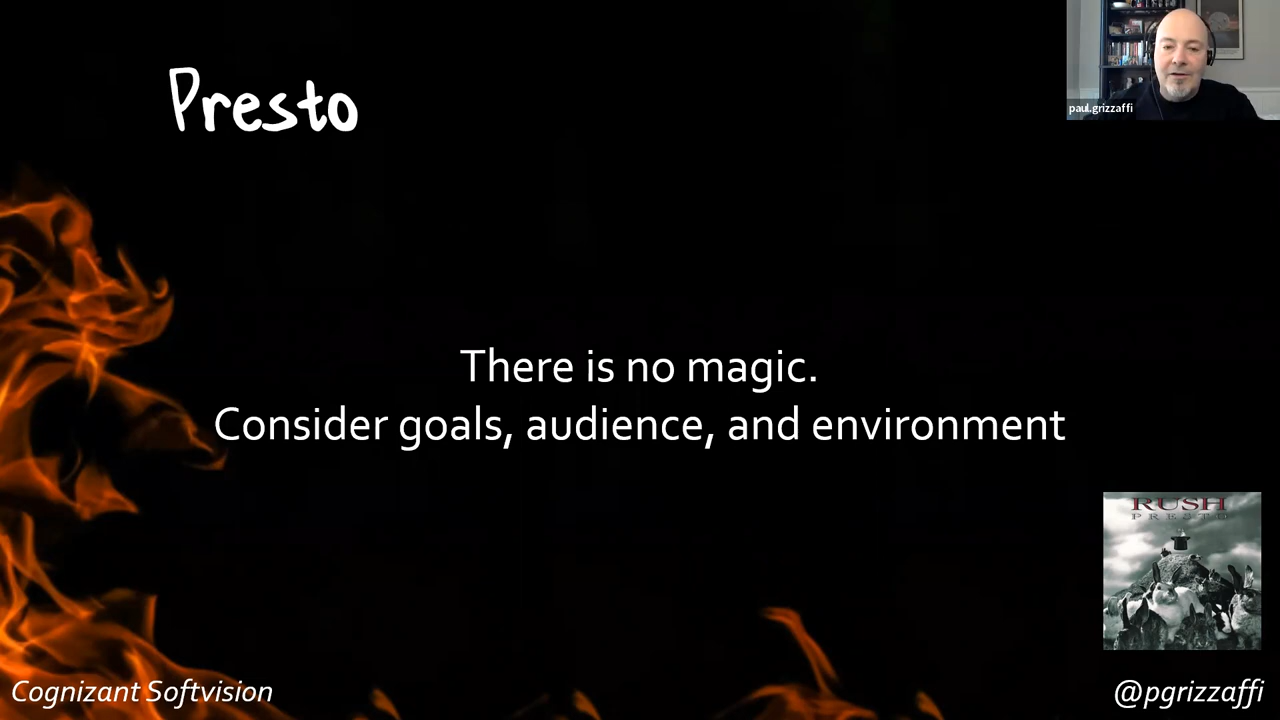 Presto
paul.grizzaffi
There is no magic.
Consider goals, audience, and environment
RUSH
PRESTO
Cognizant Softvision
@pgrizzaffi